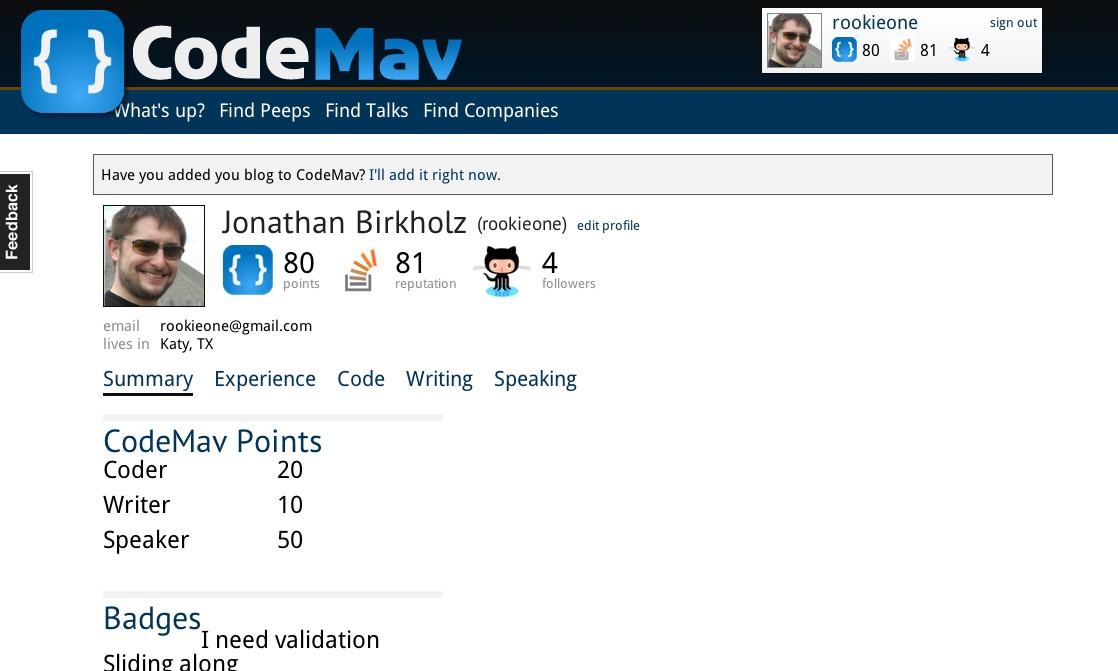 { } CodeMav
rookieone sign out
{ } 80 81 4
What's up? Find Peeps Find Talks Find Companies
Feedback
Have you added you blog to CodeMav? I'll add it right now.
Jonathan Birkholz (rookieone) edit profile
{ } 80 81 4
points reputation followers
email rookieone@gmail.com
lives in Katy, TX
Summary Experience Code Writing Speaking
CodeMav Points
Coder 20
Writer 10
Speaker 50
Badges
I need validation
Sliding along